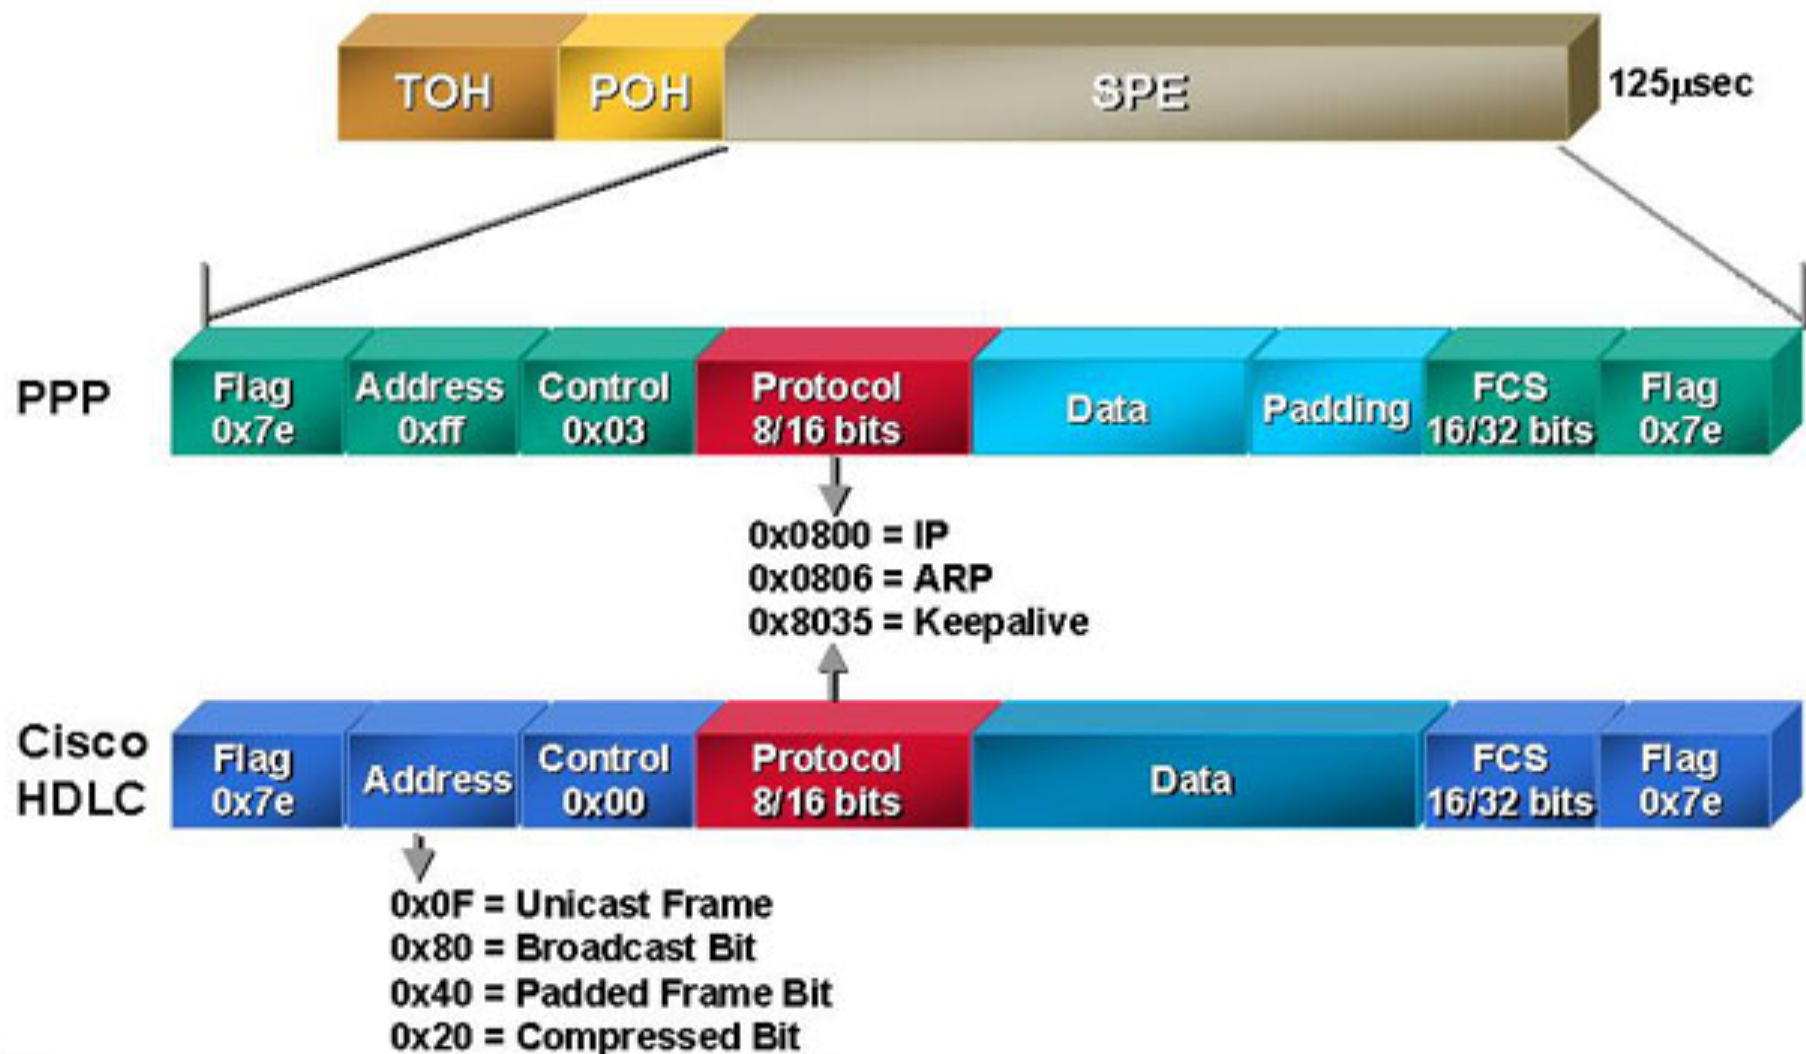 TOH POH SPE 125µsec
PPP
Flag
0x7e
Address
0xff
Control
0x03
Protocol
8/16 bits
Data
Padding
FCS
16/32 bits
Flag
0x7e
0x0800 = IP
0x0806 = ARP
0x8035 = Keepalive
Cisco
HDLC
Flag
0x7e
Address
Control
0x00
Protocol
8/16 bits
Data
FCS
16/32 bits
Flag
0x7e
0x0F = Unicast Frame
0x80 = Broadcast Bit
0x40 = Padded Frame Bit
0x20 = Compressed Bit